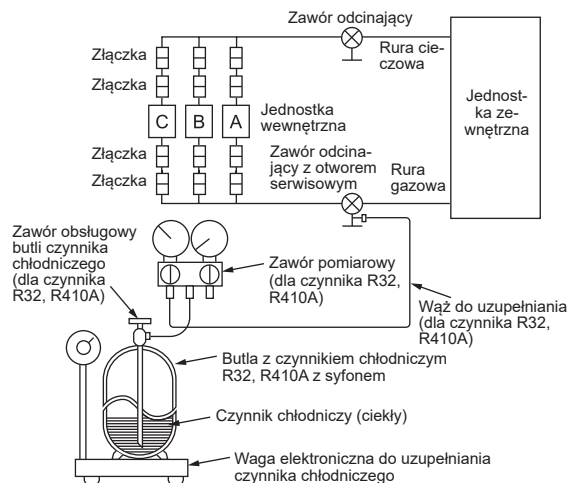 Zawór odcinający
Złączka
Rura cie-
czowa
Złączka
Jednost-
ka ze-
wnętrzna
C
B
A
Jednostka
wewnętrzna
Złączka
Zawór odcina-
jący z otworem
serwisowym
Rura
gazowa
Złączka
Zawór obsługowy
butli czynnika
chłodniczego
(dla czynnika
R32, R410A)
Zawór pomiarowy
(dla czynnika R32,
R410A)
Wąż do uzupełniania
(dla czynnika R32,
R410A)
Butla z czynnikiem chłodniczym
R32, R410A z syfonem
Czynnik chłodniczy (ciekły)
Waga elektroniczna do uzupełniania
czynnika chłodniczego